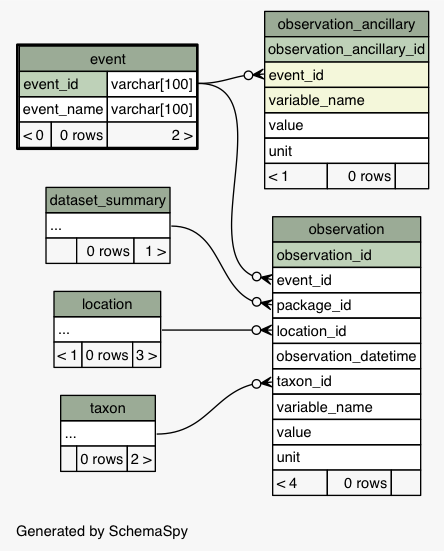 event
event_id varchar[100]
event_name varchar[100]
< 0 0 rows 2 >
observation_ancillary
observation_ancillary_id
event_id
variable_name
value
unit
< 1 0 rows
dataset_summary
...
0 rows 1 >
location
...
< 1 0 rows 3 >
taxon
...
0 rows 2 >
observation
observation_id
event_id
package_id
location_id
observation_datetime
taxon_id
variable_name
value
unit
< 4 0 rows
Generated by SchemaSpy